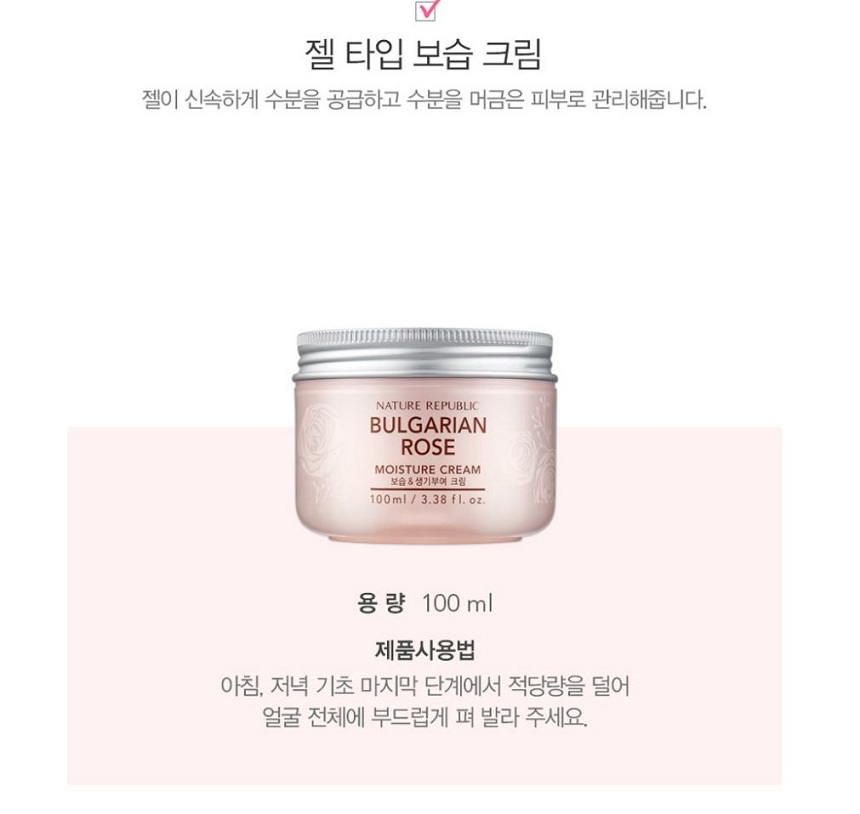 젤 타입 보습 크림
젤이 신속하게 수분을 공급하고 수분을 머금은 피부로 관리해줍니다.
NATURE REPUBLIC
BULGARIAN
ROSE
MOISTURE CREAM
보습&생기부여 크림
100ml / 3.38 fl. oz.
용 량 100 ml
제품사용법
아침, 저녁 기초 마지막 단계에서 적당량을 덜어
얼굴 전체에 부드럽게 펴 발라 주세요.